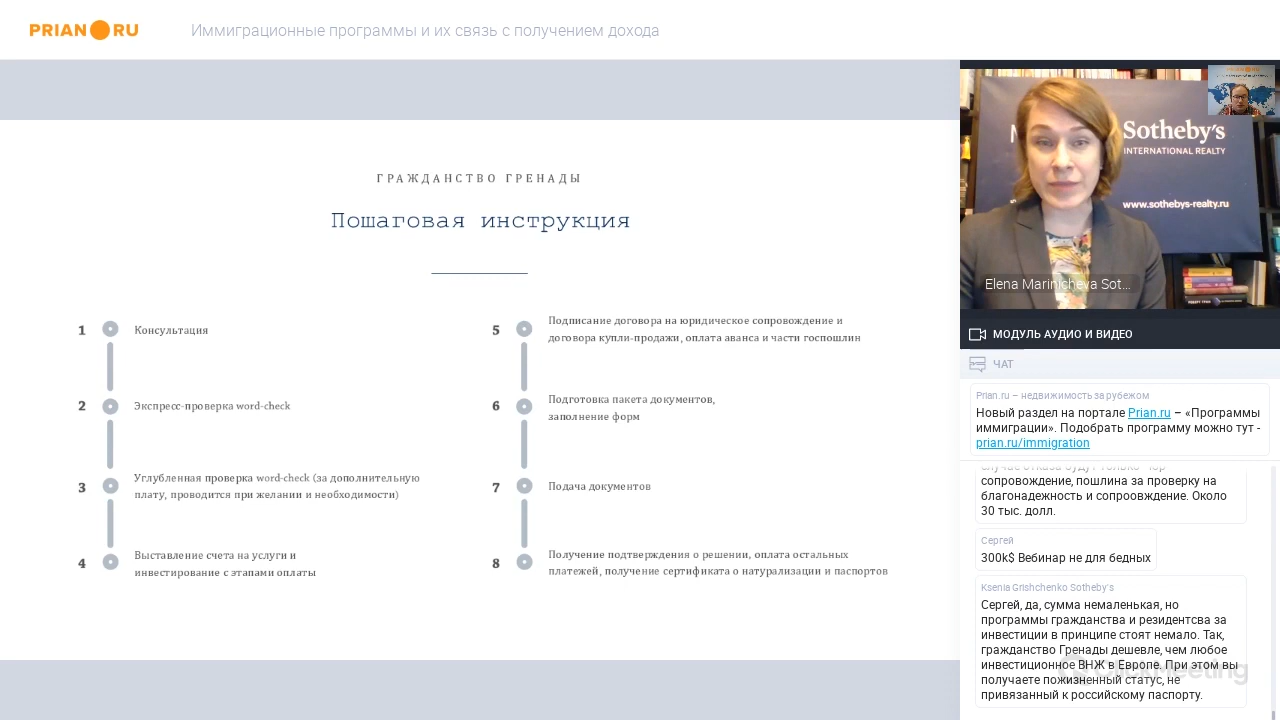 PRIAN RU
Иммиграционные программы и их связь с получением дохода
ГРАЖДАНСТВО ГРЕНАДЫ
Пошаговая инструкция
1 Консультация
2 Экспресс-проверка word-check
3 Углубленная проверка word-check (за дополнительную
плату, проводится при желании и необходимости)
4 Выставление счета на услуги и
инвестирование с этапами оплаты
5 Подписание договора на юридическое сопровождение и
договора купли-продажи, оплата аванса и части госпошлин
6 Подготовка пакета документов,
заполнение форм
7 Подача документов
8 Получение подтверждения о решении, оплата остальных
платежей, получение сертификата о натурализации и паспортов
Sotheby's
INTERNATIONAL REALTY
www.sothebys-realty.ru
Elena Marinicheva Sot...
МОДУЛЬ АУДИО И ВИДЕО
ЧАТ
Prian.ru – недвижимость за рубежом
Новый раздел на портале Prian.ru – «Программы
иммиграции». Подобрать программу можно тут -
prian.ru/immigration
случае отказа будут только
сопровождение, пошлина за проверку на
благонадежность и сопроовждение. Около
30 тыс. долл.
Сергей
300k$ Вебинар не для бедных
Ksenia Grishchenko Sotheby's
Сергей, да, сумма немаленькая, но
программы гражданства и резидентсва за
инвестиции в принципе стоят немало. Так,
гражданство Гренады дешевле, чем любое
инвестиционное ВНЖ в Европе. При этом вы
получаете пожизненный статус, не
привязанный к российскому паспорту.
ClickMeeting